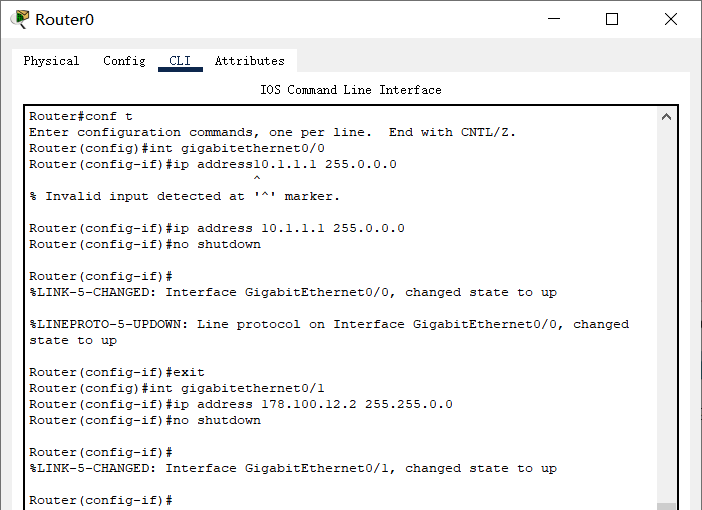 Router0
Physical Config CLI Attributes
IOS Command Line Interface
Router#conf t
Enter configuration commands, one per line.  End with CNTL/Z.
Router(config)#int gigabitethernet0/0
Router(config-if)#ip address10.1.1.1 255.0.0.0
^
% Invalid input detected at '^' marker.
Router(config-if)#ip address 10.1.1.1 255.0.0.0
Router(config-if)#no shutdown
Router(config-if)#
%LINK-5-CHANGED: Interface GigabitEthernet0/0, changed state to up
%LINEPROTO-5-UPDOWN: Line protocol on Interface GigabitEthernet0/0, changed
state to up
Router(config-if)#exit
Router(config)#int gigabitethernet0/1
Router(config-if)#ip address 178.100.12.2 255.255.0.0
Router(config-if)#no shutdown
Router(config-if)#
%LINK-5-CHANGED: Interface GigabitEthernet0/1, changed state to up
Router(config-if)#